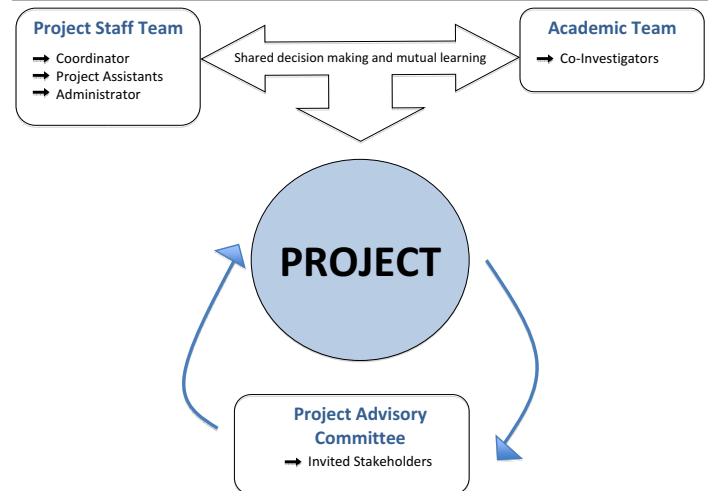 Project Staff Team
→ Coordinator
→ Project Assistants
→ Administrator
Shared decision making and mutual learning
Academic Team
→ Co-Investigators
PROJECT
Project Advisory
Committee
→ Invited Stakeholders